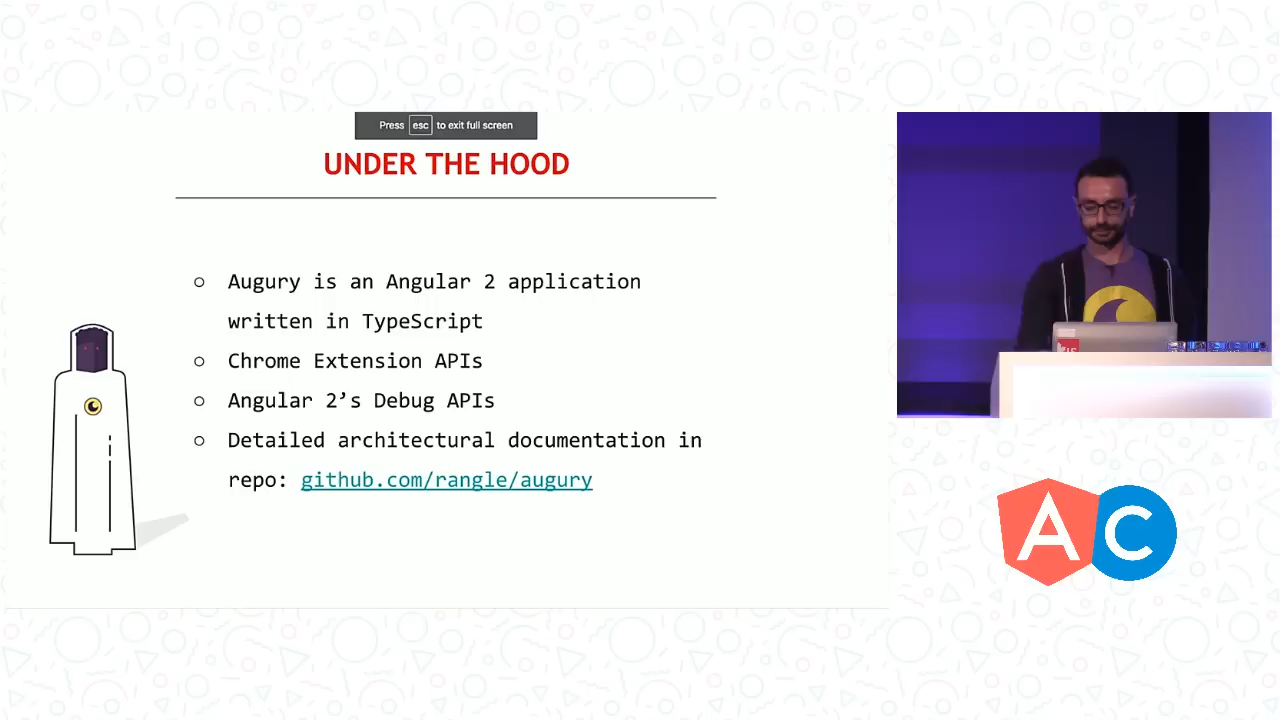 Press esc to exit full screen
UNDER THE HOOD
○ Augury is an Angular 2 application
written in TypeScript
○ Chrome Extension APIs
○ Angular 2’s Debug APIs
○ Detailed architectural documentation in
repo: github.com/rangle/augury
AC